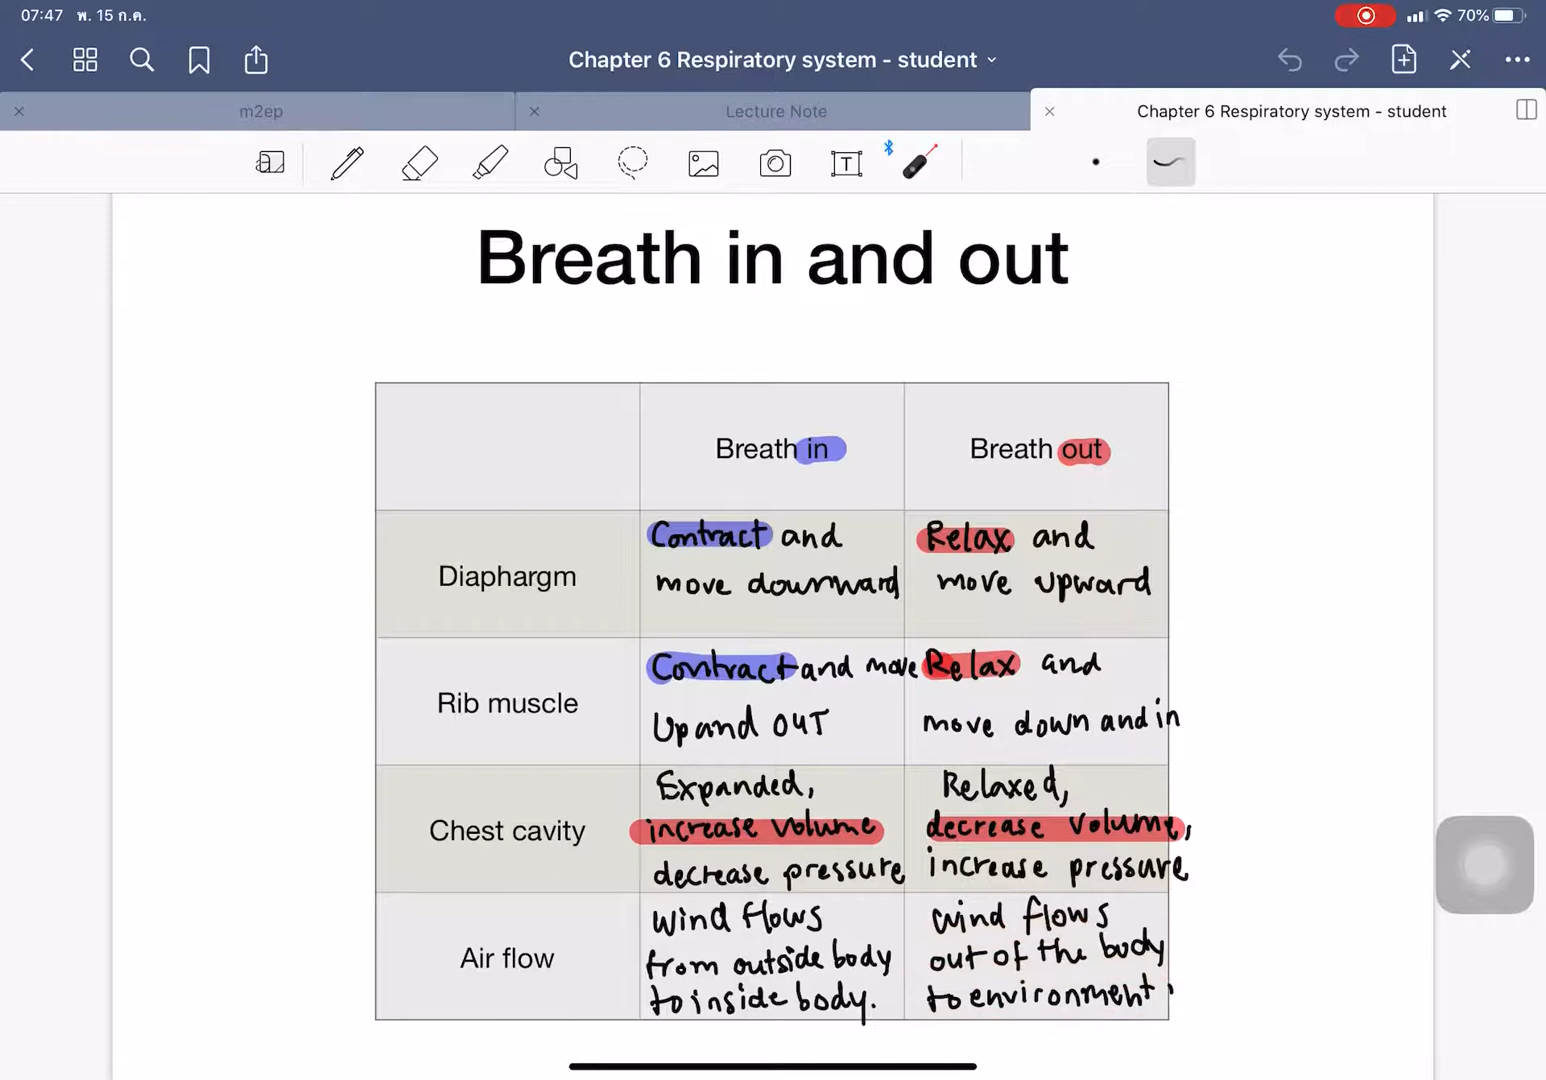 07:47 พ. 15 ก.ค.
70%
Chapter 6 Respiratory system - student
m2ep
Lecture Note
Chapter 6 Respiratory system - student
Breath in and out
Breath in
Breath out
Diaphargm
Contract and
move downward
Relax and
move upward
Rib muscle
Contract and move
Up and OUT
Relax and
move down and in
Chest cavity
Expanded,
increase volume
decrease pressure
Relaxed,
decrease volume,
increase pressure
Air flow
Wind flows
from outside body
to inside body.
wind flows
out of the body
to environment.